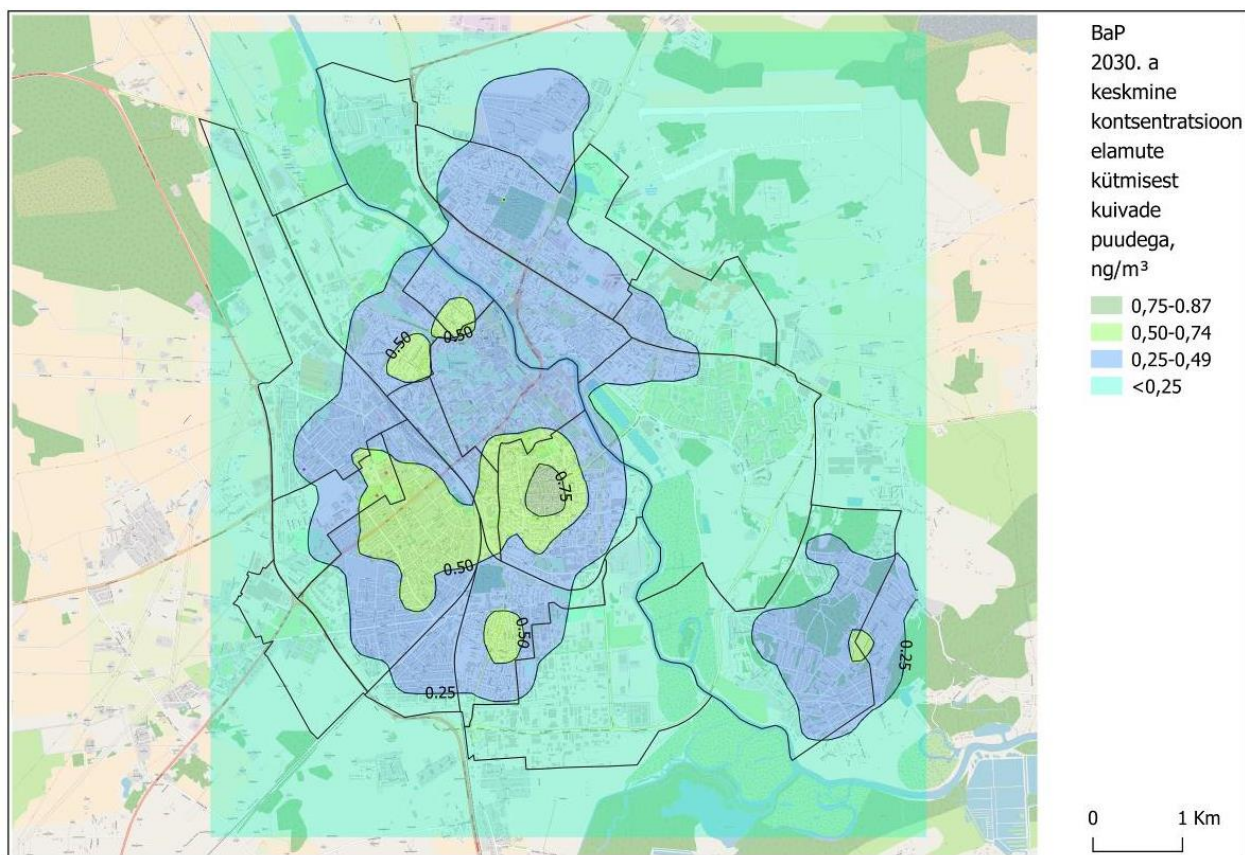 BaP
2030. a
keskmine
kontsentratsioon
elamute
kütmisest
kuivade
puudega,
ng/m³
0,75-0.87
0,50-0,74
0,25-0,49
<0,25
0.50
0.50
0.75
0.50
0.50
0.25
0.25
0 1 Km